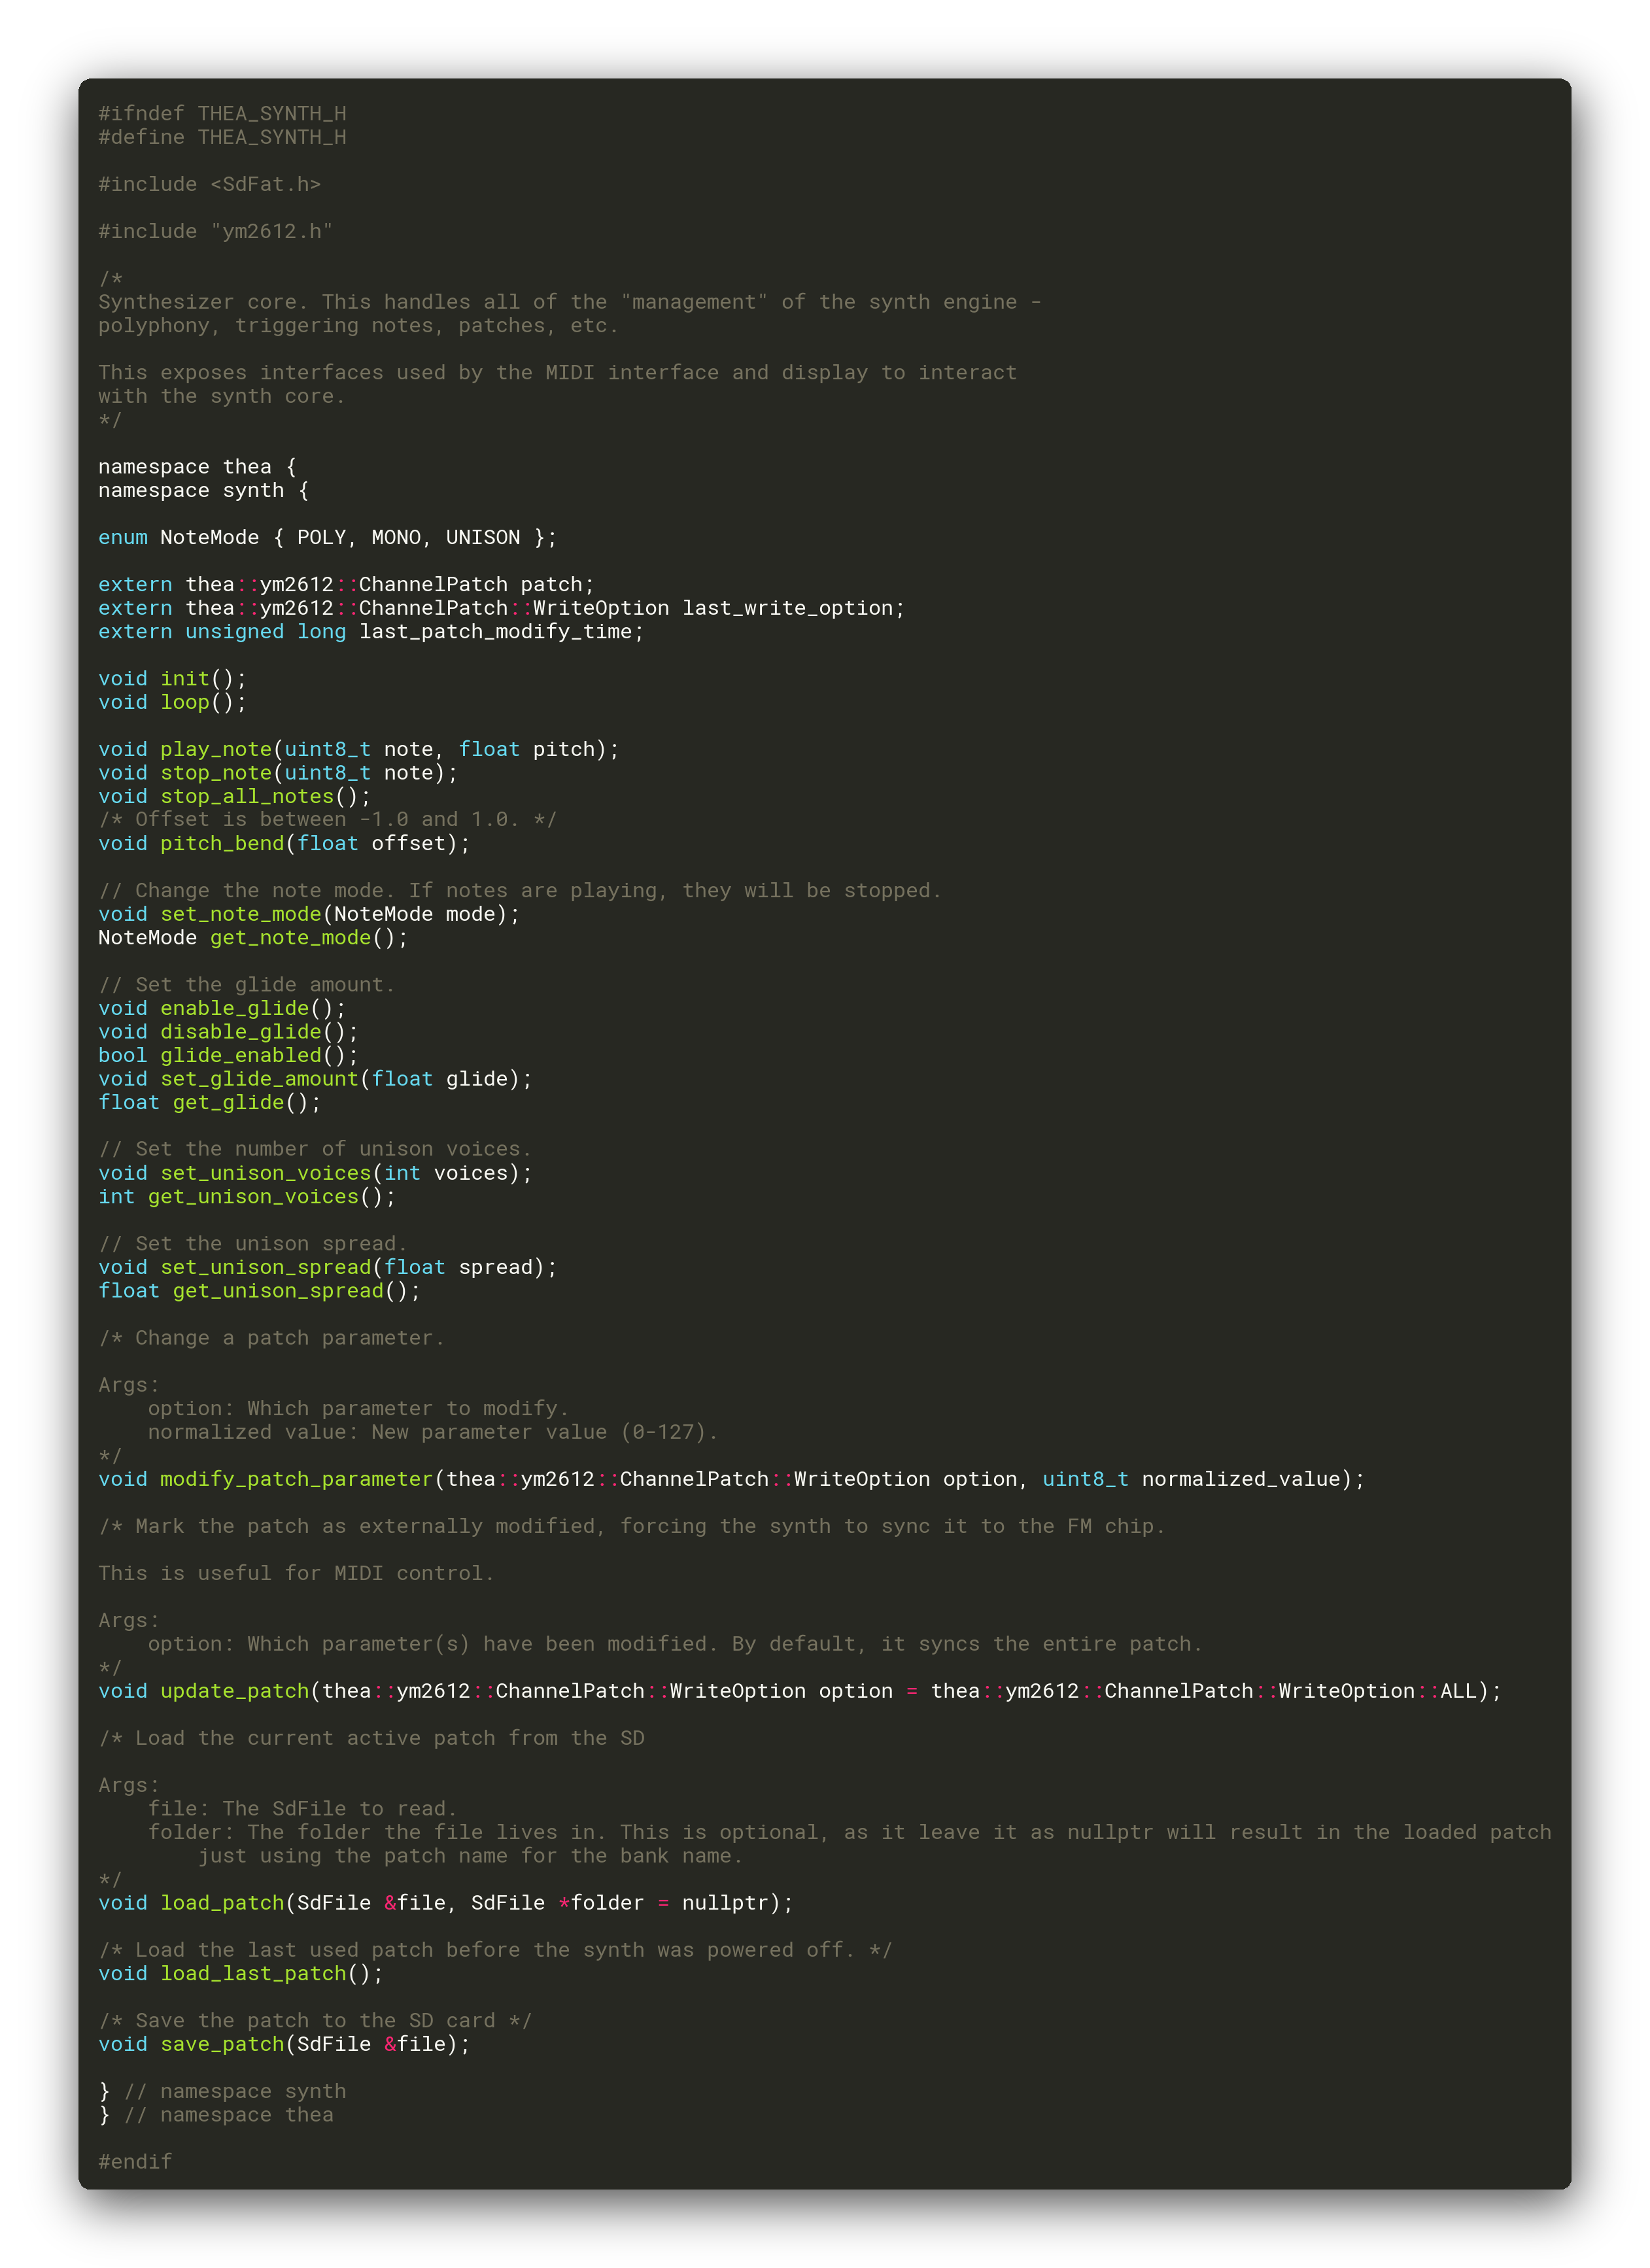 #ifndef THEA_SYNTH_H
#define THEA_SYNTH_H

#include <SdFat.h>

#include "ym2612.h"

/*
Synthesizer core. This handles all of the "management" of the synth engine -
polyphony, triggering notes, patches, etc.

This exposes interfaces used by the MIDI interface and display to interact
with the synth core.
*/

namespace thea {
namespace synth {

enum NoteMode { POLY, MONO, UNISON };

extern thea::ym2612::ChannelPatch patch;
extern thea::ym2612::ChannelPatch::WriteOption last_write_option;
extern unsigned long last_patch_modify_time;

void init();
void loop();

void play_note(uint8_t note, float pitch);
void stop_note(uint8_t note);
void stop_all_notes();
/* Offset is between -1.0 and 1.0. */
void pitch_bend(float offset);

// Change the note mode. If notes are playing, they will be stopped.
void set_note_mode(NoteMode mode);
NoteMode get_note_mode();

// Set the glide amount.
void enable_glide();
void disable_glide();
bool glide_enabled();
void set_glide_amount(float glide);
float get_glide();

// Set the number of unison voices.
void set_unison_voices(int voices);
int get_unison_voices();

// Set the unison spread.
void set_unison_spread(float spread);
float get_unison_spread();

/* Change a patch parameter.

Args:
    option: Which parameter to modify.
    normalized value: New parameter value (0-127).
*/
void modify_patch_parameter(thea::ym2612::ChannelPatch::WriteOption option, uint8_t normalized_value);

/* Mark the patch as externally modified, forcing the synth to sync it to the FM chip.

This is useful for MIDI control.

Args:
    option: Which parameter(s) have been modified. By default, it syncs the entire patch.
*/
void update_patch(thea::ym2612::ChannelPatch::WriteOption option = thea::ym2612::ChannelPatch::WriteOption::ALL);

/* Load the current active patch from the SD

Args:
    file: The SdFile to read.
    folder: The folder the file lives in. This is optional, as it leave it as nullptr will result in the loaded patch
        just using the patch name for the bank name.
*/
void load_patch(SdFile &file, SdFile *folder = nullptr);

/* Load the last used patch before the synth was powered off. */
void load_last_patch();

/* Save the patch to the SD card */
void save_patch(SdFile &file);

} // namespace synth
} // namespace thea

#endif